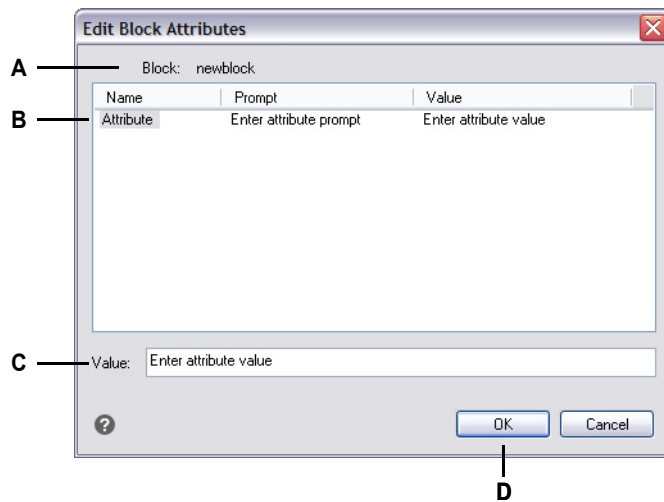 Edit Block Attributes
A Block: newblock
Name Prompt Value
B Attribute Enter attribute prompt Enter attribute value
C Value: Enter attribute value
? OK Cancel
D